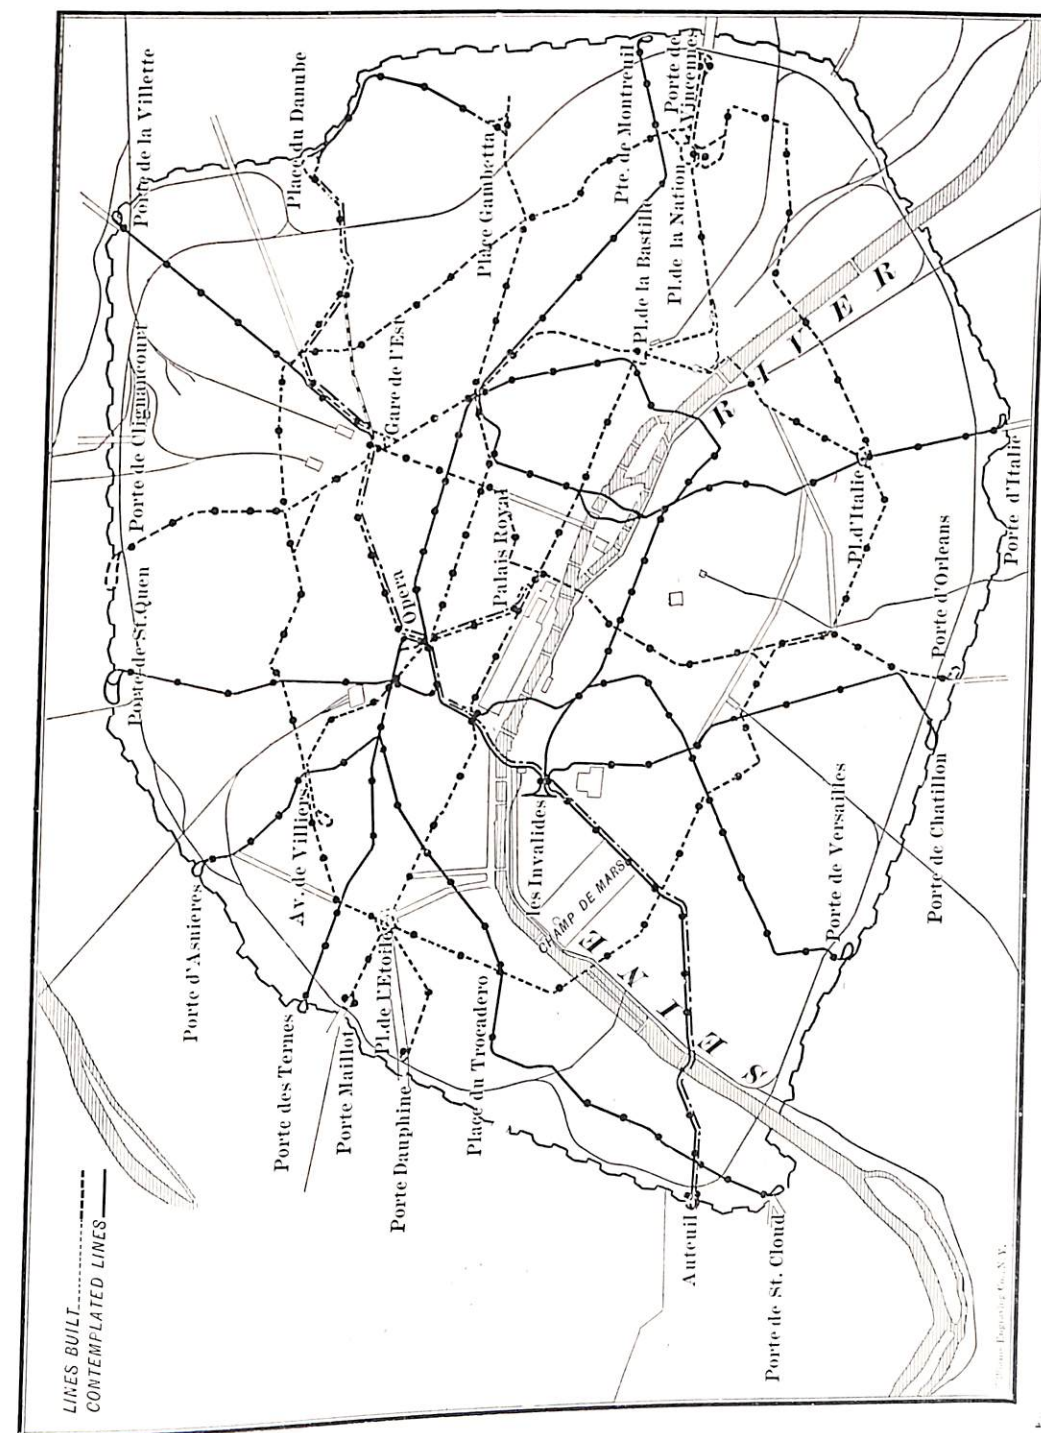 LINES BUILT
CONTEMPLATED LINES
Porte de la Villette
Place du Danube
Porte de Clignancourt
Porte-de-St.Quen
Gare de l'Est
Place Gambetta
Pte. de Montreuil
Porte de
Vincennes
Pl.de la Bastille
Pl.de la Nation
Opera
Palais Royal
Av. de Villiers
Porte d'Asnieres
Porte des Ternes
Porte Maillot
Pl.de l'Etoile
Porte Dauphine
Place du Trocadero
les Invalides
CHAMP DE MARS
SEINE
RIVER
Pl.d'Italie
Porte d'Italie
Porte d'Orleans
Porte de Chatillon
Porte de Versailles
Auteuil
Porte de St. Cloud
Engraving Co., N.Y.